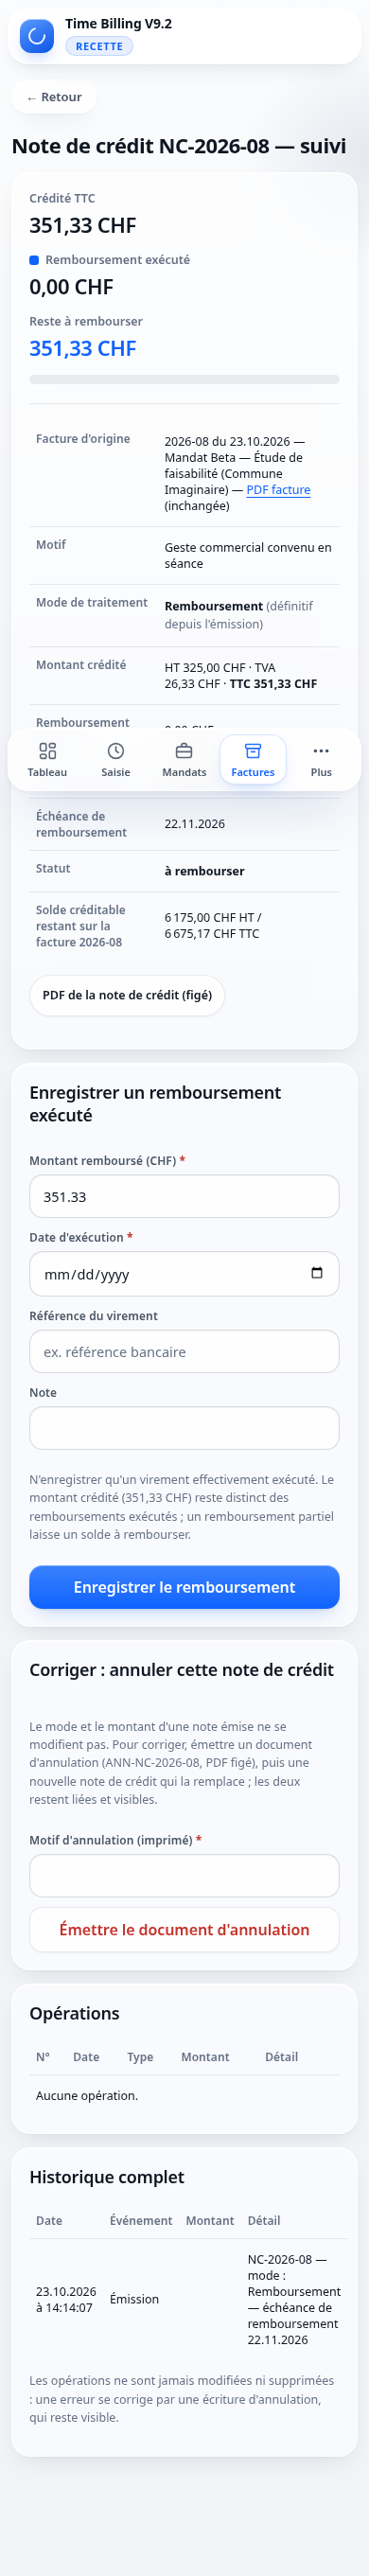 Time Billing V9.2
RECETTE
← Retour
Note de crédit NC-2026-08 — suivi
Crédité TTC
351,33 CHF
Remboursement exécuté
0,00 CHF
Reste à rembourser
351,33 CHF
Facture d'origine
2026-08 du 23.10.2026 —
Mandat Beta — Étude de
faisabilité (Commune
Imaginaire) — PDF facture
(inchangée)
Motif
Geste commercial convenu en
séance
Mode de traitement
Remboursement (définitif
depuis l'émission)
Montant crédité
HT 325,00 CHF · TVA
26,33 CHF · TTC 351,33 CHF
Remboursement
Tableau
Saisie
Mandats
Factures
Plus
Échéance de
remboursement
22.11.2026
Statut
à rembourser
Solde créditable
restant sur la
facture 2026-08
6 175,00 CHF HT /
6 675,17 CHF TTC
PDF de la note de crédit (figé)
Enregistrer un remboursement
exécuté
Montant remboursé (CHF) *
351.33
Date d'exécution *
mm/dd/yyyy
Référence du virement
ex. référence bancaire
Note
N'enregistrer qu'un virement effectivement exécuté. Le
montant crédité (351,33 CHF) reste distinct des
remboursements exécutés ; un remboursement partiel
laisse un solde à rembourser.
Enregistrer le remboursement
Corriger : annuler cette note de crédit
Le mode et le montant d'une note émise ne se
modifient pas. Pour corriger, émettre un document
d'annulation (ANN-NC-2026-08, PDF figé), puis une
nouvelle note de crédit qui la remplace ; les deux
restent liées et visibles.
Motif d'annulation (imprimé) *
Émettre le document d'annulation
Opérations
N° Date Type Montant Détail
Aucune opération.
Historique complet
Date Événement Montant Détail
23.10.2026
à 14:14:07
Émission
NC-2026-08 —
mode :
Remboursement
— échéance de
remboursement
22.11.2026
Les opérations ne sont jamais modifiées ni supprimées
: une erreur se corrige par une écriture d'annulation,
qui reste visible.